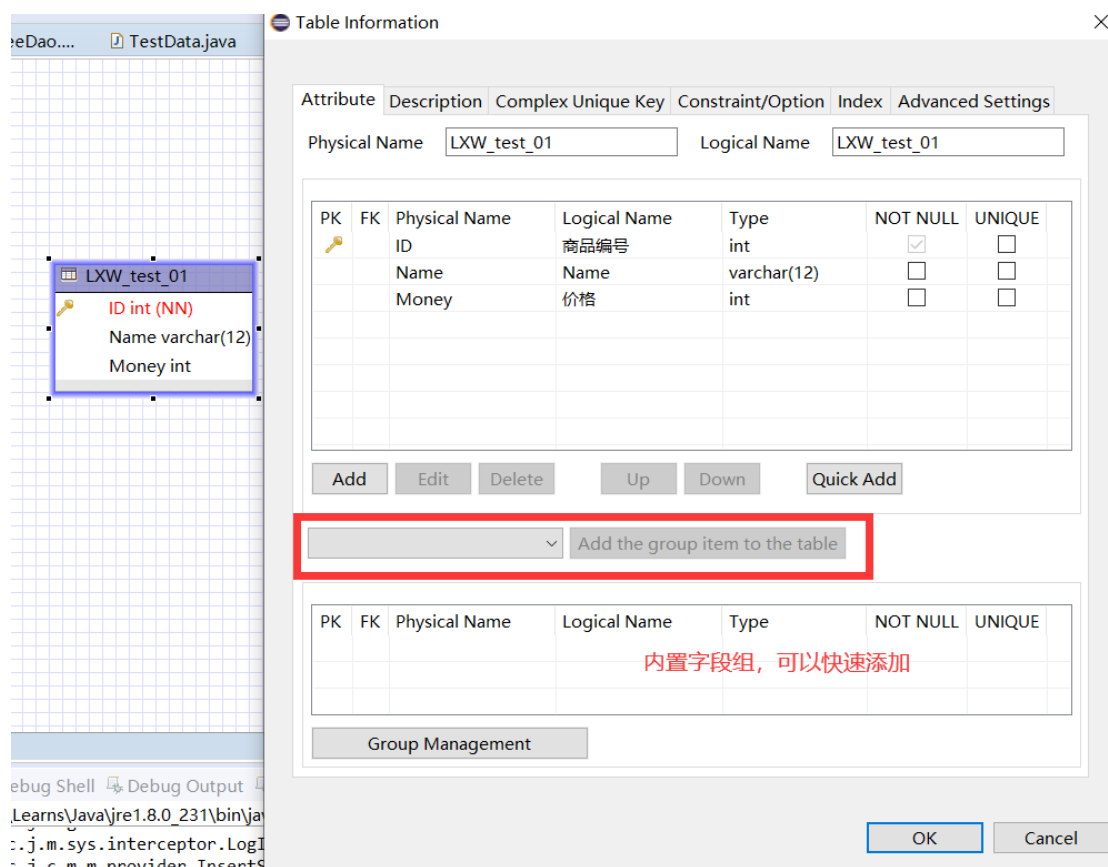 eeDao....
TestData.java
Table Information
Attribute Description Complex Unique Key Constraint/Option Index Advanced Settings
Physical Name LXW_test_01 Logical Name LXW_test_01
PK FK Physical Name Logical Name Type NOT NULL UNIQUE
ID 商品编号 int
Name Name varchar(12)
Money 价格 int
LXW_test_01
ID int (NN)
Name varchar(12)
Money int
Add Edit Delete Up Down Quick Add
Add the group item to the table
PK FK Physical Name Logical Name Type NOT NULL UNIQUE
内置字段组，可以快速添加
Group Management
OK Cancel
ebug Shell Debug Output
\Learns\Java\jre1.8.0_231\bin\jav
c.j.m.sys.interceptor.LogI
c.j.c.m.m.provider.InsertS